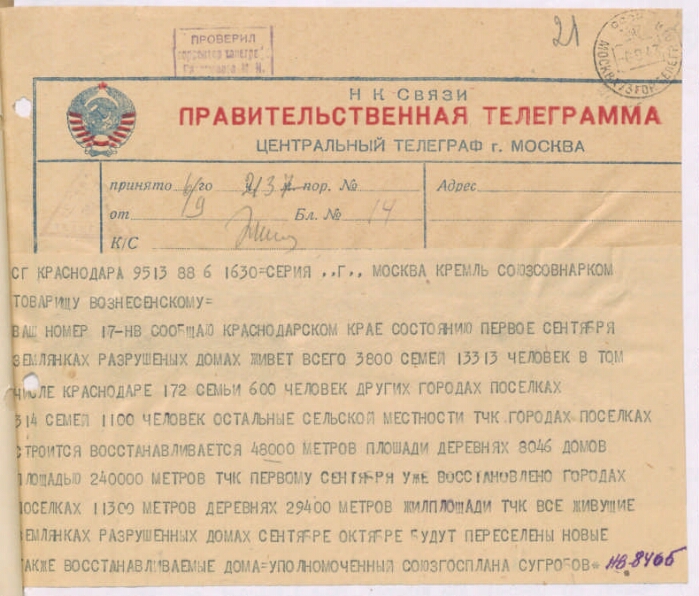 21
ПРОВЕРИЛ
МОСКВА
Н К Связи
ПРАВИТЕЛЬСТВЕННАЯ ТЕЛЕГРАММА
ЦЕНТРАЛЬНЫЙ ТЕЛЕГРАФ г. МОСКВА
принято 6/9 го ч. м. пор. № Адрес
от Бл. № 14
К/С
СГ КРАСНОДАРА 9513 88 6 1630=СЕРИЯ ,,Г,, МОСКВА КРЕМЛЬ СОЮЗСОВНАРКОМ
ТОВАРИЩУ ВОЗНЕСЕНСКОМУ=
ВАШ НОМЕР 17-НВ СООБЩАЮ КРАСНОДАРСКОМ КРАЕ СОСТОЯНИЮ ПЕРВОЕ СЕНТЯБРЯ
ЗЕМЛЯНКАХ РАЗРУШЕНЫХ ДОМАХ ЖИВЕТ ВСЕГО 3800 СЕМЕЙ 13313 ЧЕЛОВЕК В ТОМ
ЧИСЛЕ КРАСНОДАРЕ 172 СЕМЬИ 600 ЧЕЛОВЕК ДРУГИХ ГОРОДАХ ПОСЕЛКАХ
314 СЕМЕЙ 1100 ЧЕЛОВЕК ОСТАЛЬНЫЕ СЕЛЬСКОЙ МЕСТНОСТИ ТЧК ГОРОДАХ ПОСЕЛКАХ
СТРОИТСЯ ВОССТАНАВЛИВАЕТСЯ 48000 МЕТРОВ ПЛОЩАДИ ДЕРЕВНЯХ 8046 ДОМОВ
ПЛОЩАДЬЮ 240000 МЕТРОВ ТЧК ПЕРВОМУ СЕНТЯБРЯ УЖЕ ВОССТАНОВЛЕНО ГОРОДАХ
ПОСЕЛКАХ 11300 МЕТРОВ ДЕРЕВНЯХ 29400 МЕТРОВ ЖИЛПЛОЩАДИ ТЧК ВСЕ ЖИВУЩИЕ
ЗЕМЛЯНКАХ РАЗРУШЕННЫХ ДОМАХ СЕНТЯБРЕ ОКТЯБРЕ БУДУТ ПЕРЕСЕЛЕНЫ НОВЫЕ
ТАКЖЕ ВОССТАНАВЛИВАЕМЫЕ ДОМА=УПОЛНОМОЧЕННЫЙ СОЮЗГОСПЛАНА СУГРОБОВ= НВ-8466